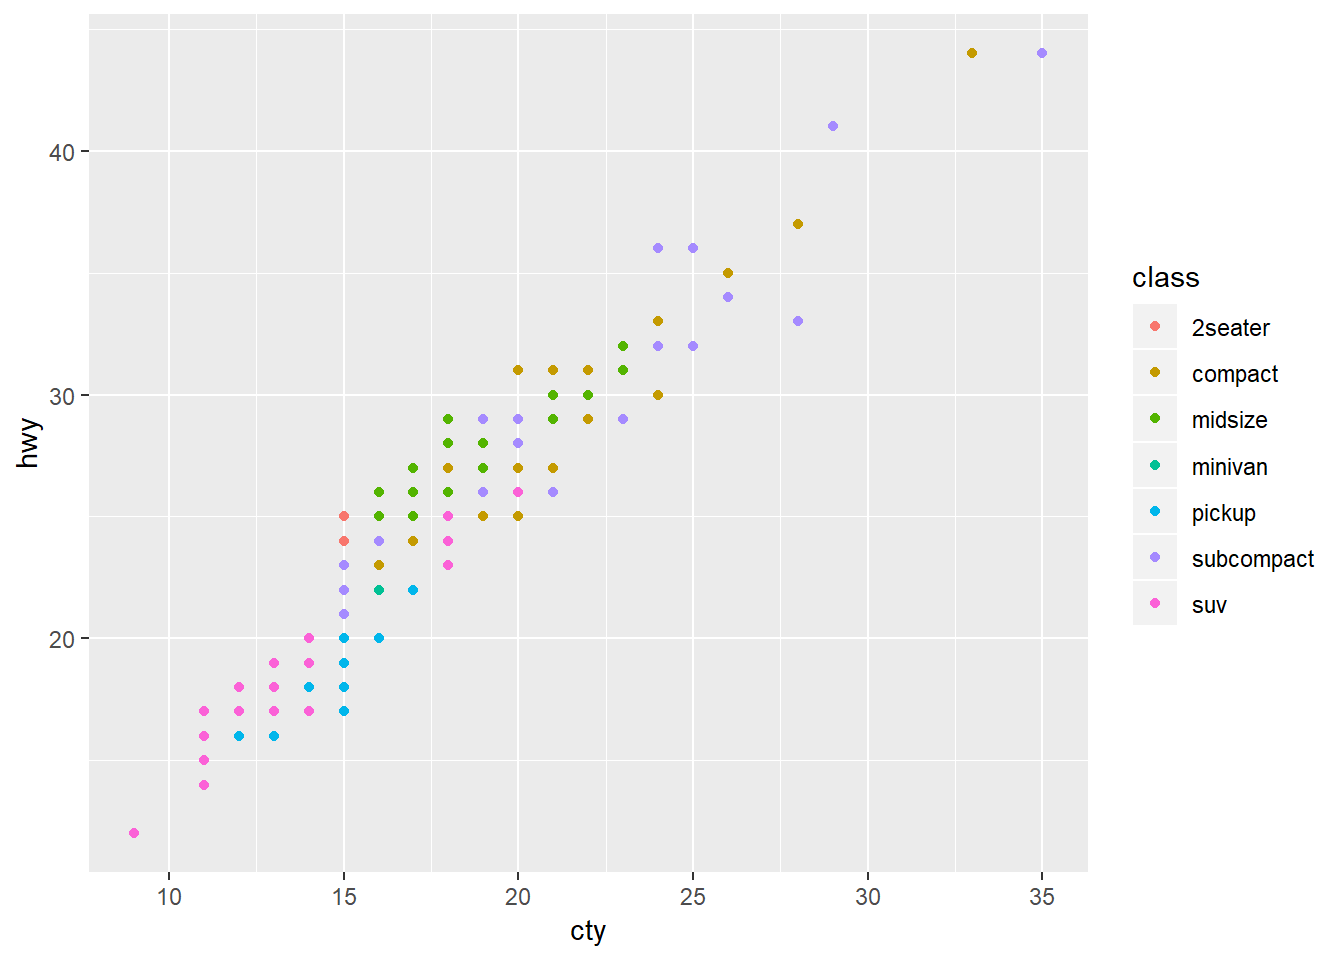 40
30
20
hwy
10 15 20 25 30 35
cty
class
2seater
compact
midsize
minivan
pickup
subcompact
suv